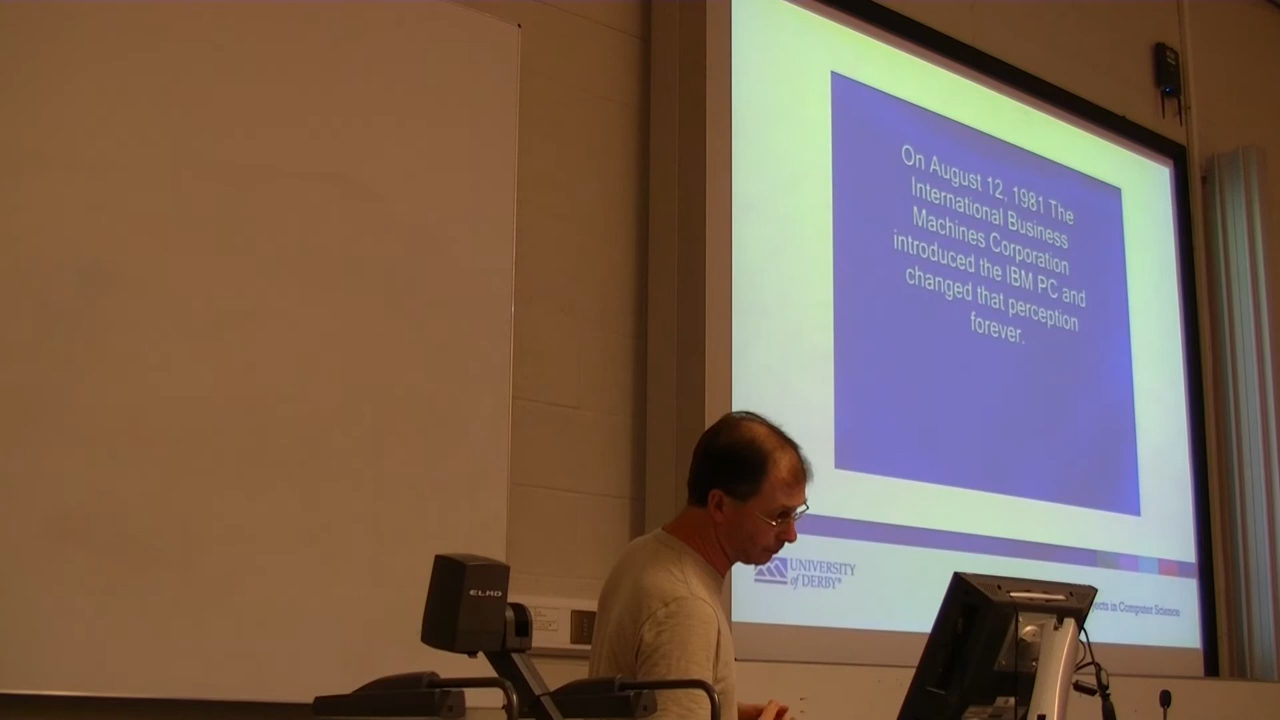 On August 12, 1981 The
International Business
Machines Corporation
introduced the IBM PC and
changed that perception
forever.
ELMO
UNIVERSITY
of DERBY®
jects in Computer Science